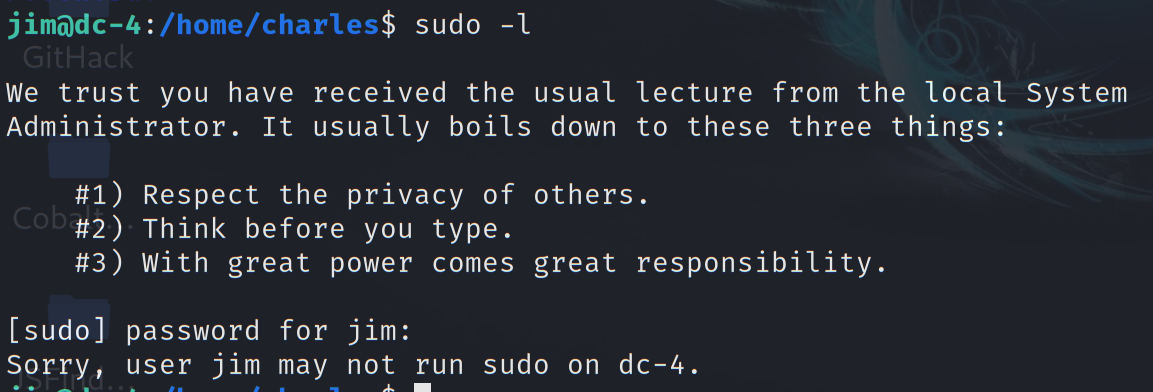 jim@dc-4:/home/charles$ sudo -l
GitHack
We trust you have received the usual lecture from the local System
Administrator. It usually boils down to these three things:
#1) Respect the privacy of others.
Cobalt...
#2) Think before you type.
#3) With great power comes great responsibility.
[sudo] password for jim:
Sorry, user jim may not run sudo on dc-4.